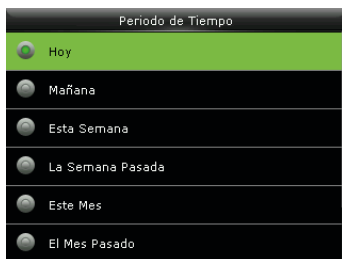 Periodo de Tiempo
Hoy
Mañana
Esta Semana
La Semana Pasada
Este Mes
El Mes Pasado